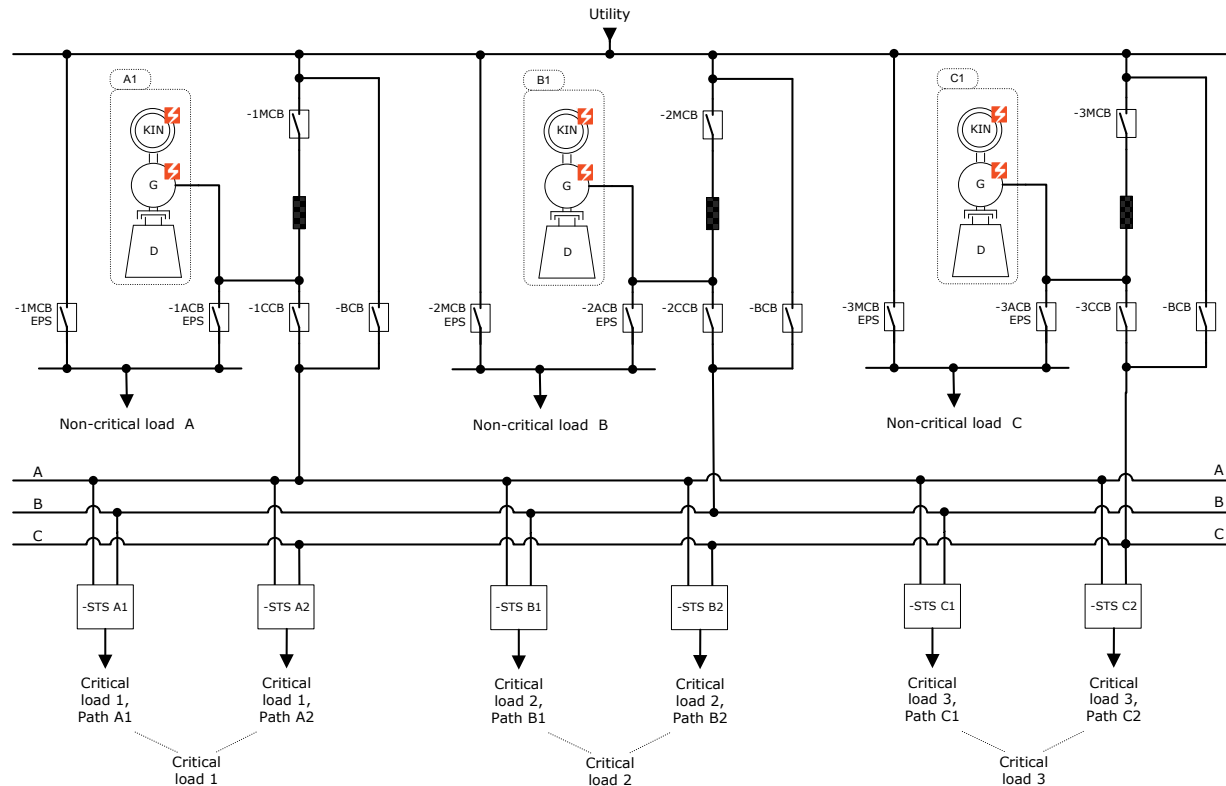 Utility
A1
B1
C1
-1MCB
-2MCB
-3MCB
KIN
KIN
KIN
G
G
G
D
D
D
-1MCB
EPS
-1ACB
EPS
-1CCB
-BCB
-2MCB
EPS
-2ACB
EPS
-2CCB
-BCB
-3MCB
EPS
-3ACB
EPS
-3CCB
-BCB
Non-critical load A
Non-critical load B
Non-critical load C
A
A
B
B
C
C
-STS A1
-STS A2
-STS B1
-STS B2
-STS C1
-STS C2
Critical
load 1,
Path A1
Critical
load 1,
Path A2
Critical
load 2,
Path B1
Critical
load 2,
Path B2
Critical
load 3,
Path C1
Critical
load 3,
Path C2
Critical
load 1
Critical
load 2
Critical
load 3